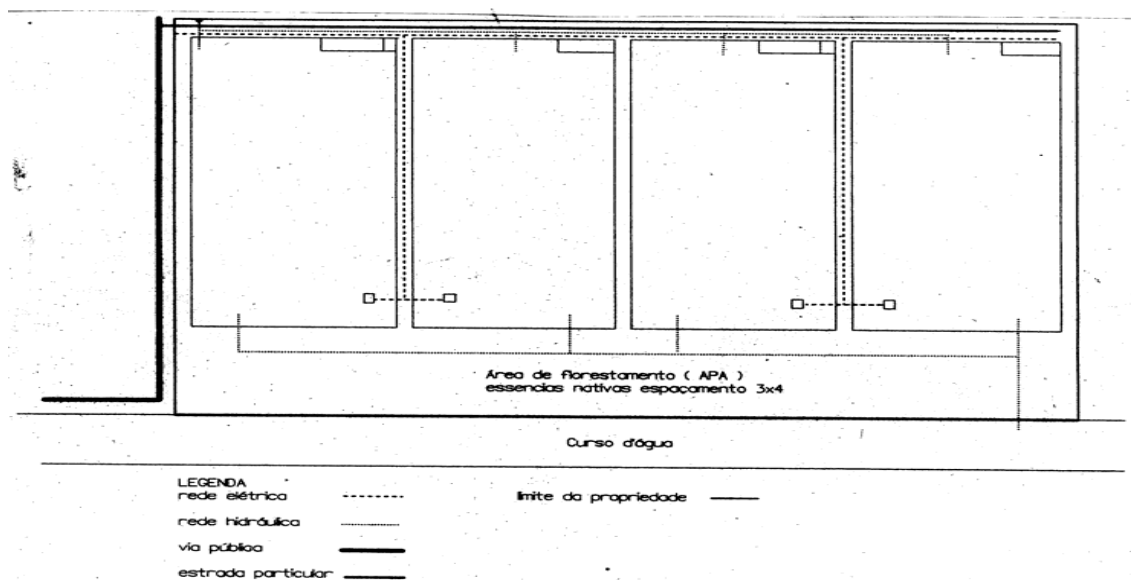 Área de florestamento ( APA )
essencias nativas espaçamento 3x4
Curso d'água
LEGENDA
rede elétrica
limite da propriedade
rede hidráulica
via pública
estrada particular